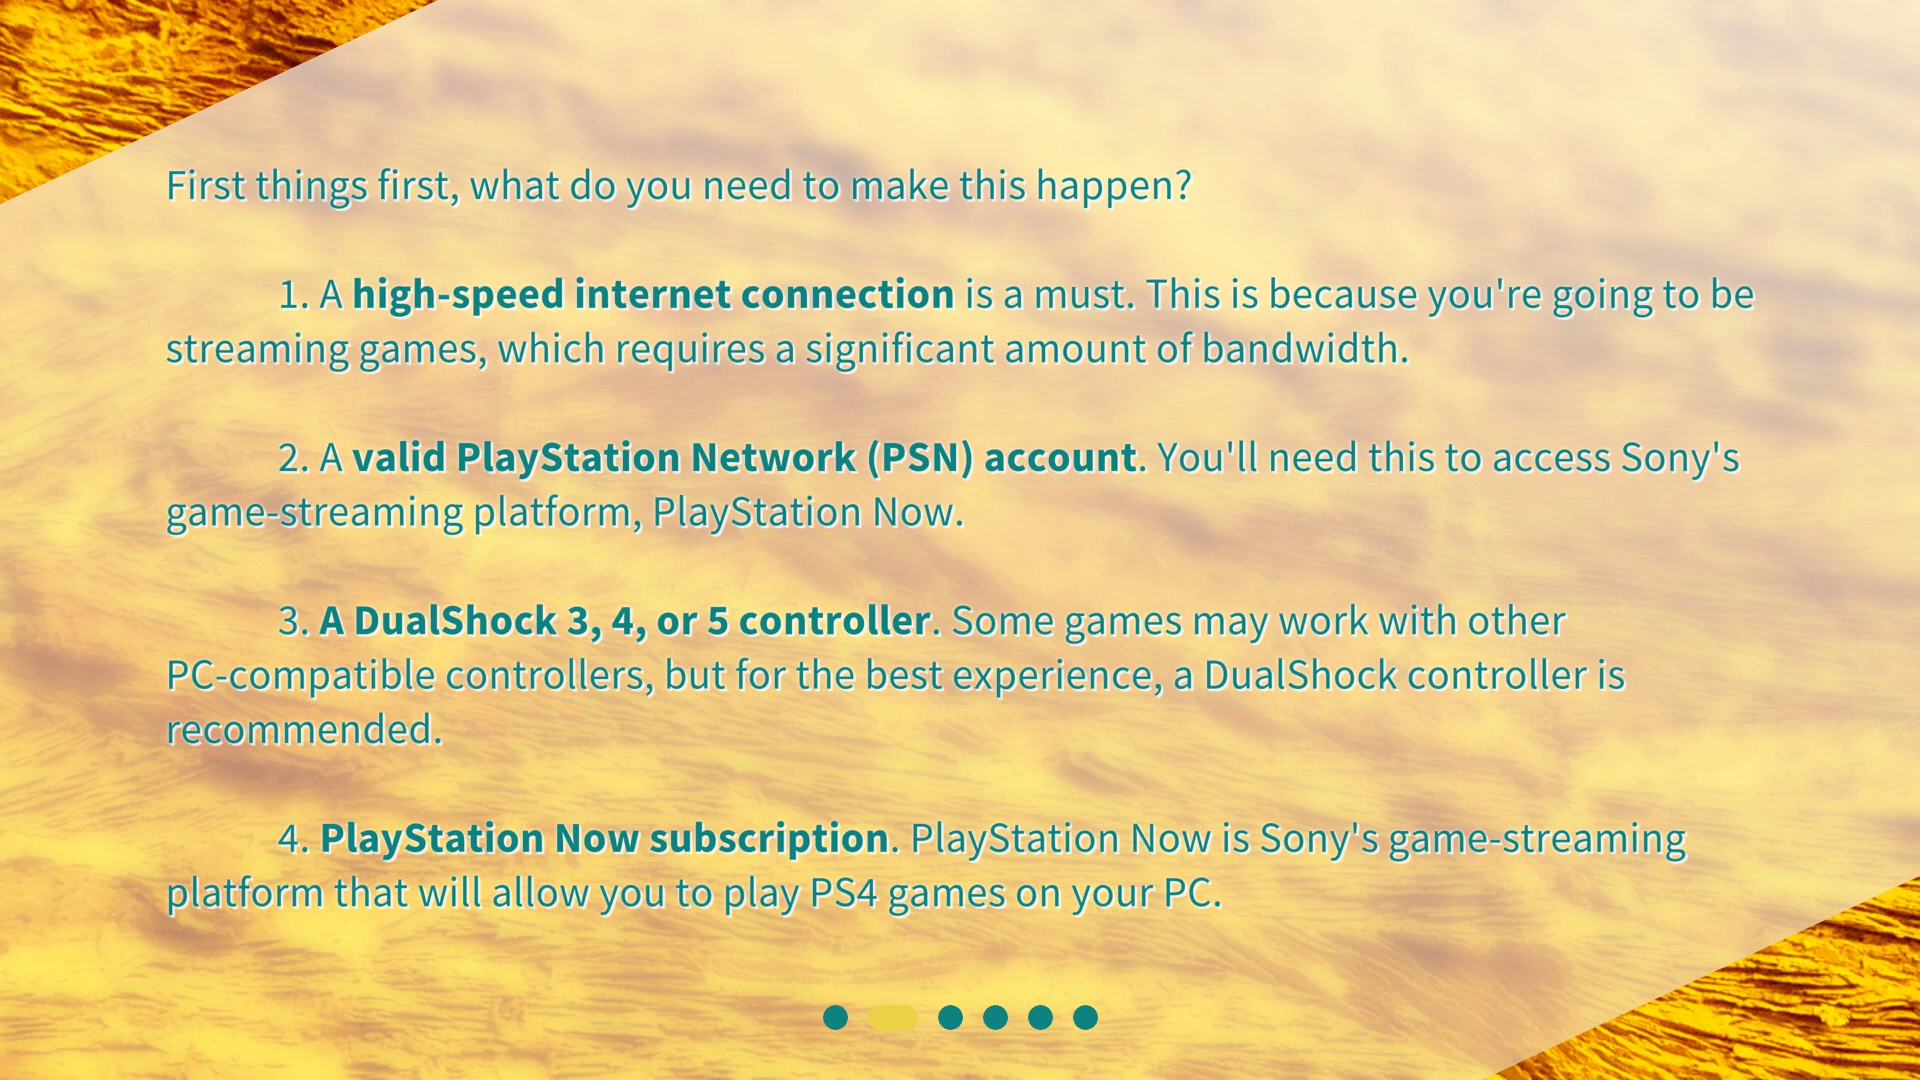 First things first, what do you need to make this happen?
1. A high-speed internet connection is a must. This is because you're going to be
streaming games, which requires a significant amount of bandwidth.
2. A valid PlayStation Network (PSN) account. You'll need this to access Sony's
game-streaming platform, PlayStation Now.
3. A DualShock 3, 4, or 5 controller. Some games may work with other
PC-compatible controllers, but for the best experience, a DualShock controller is
recommended.
4. PlayStation Now subscription. PlayStation Now is Sony's game-streaming
platform that will allow you to play PS4 games on your PC.